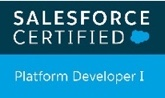 SALESFORCE
CERTIFIED
Platform Developer I